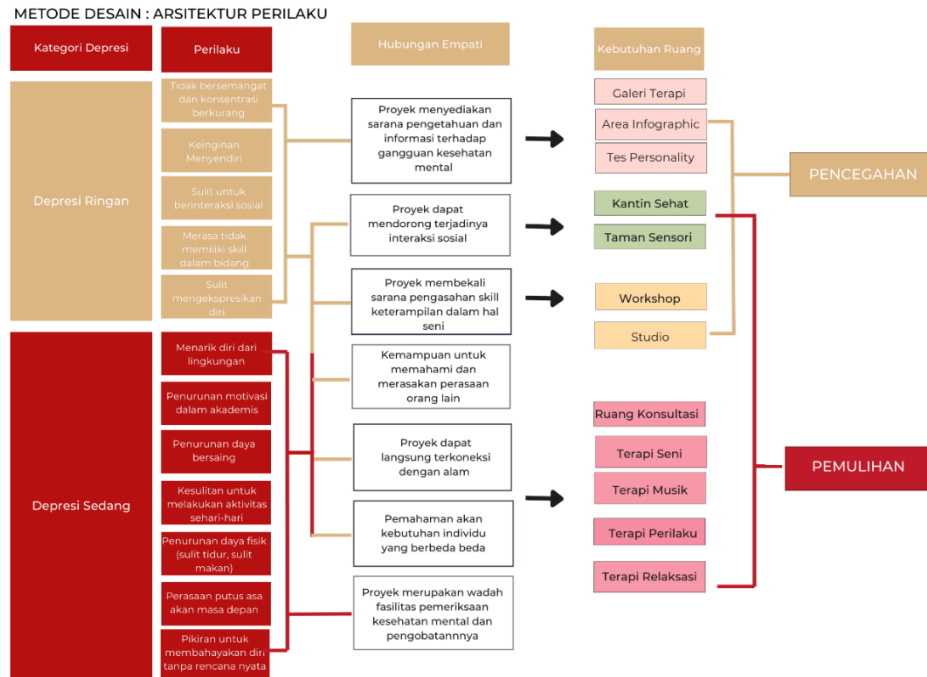 METODE DESAIN : ARSITEKTUR PERILAKU
Kategori Depresi
Perilaku
Hubungan Empati
Kebutuhan Ruang
Depresi Ringan
Tidak bersemangat
dan konsentrasi
berkurang
Keinginan
Menyendiri
Sulit untuk
berinteraksi sosial
Merasa tidak
memiliki skill
dalam bidang
Sulit
mengekspresikan
diri
Depresi Sedang
Menarik diri dari
lingkungan
Penurunan motivasi
dalam akademis
Penurunan daya
bersaing
Kesulitan untuk
melakukan aktivitas
sehari-hari
Penurunan daya fisik
(sulit tidur, sulit
makan)
Perasaan putus asa
akan masa depan
Pikiran untuk
membahayakan diri
tanpa rencana nyata
Proyek menyediakan
sarana pengetahuan dan
informasi terhadap
gangguan kesehatan
mental
Proyek dapat
mendorong terjadinya
interaksi sosial
Proyek membekali
sarana pengasahan skill
keterampilan dalam hal
seni
Kemampuan untuk
memahami dan
merasakan perasaan
orang lain
Proyek dapat
langsung terkoneksi
dengan alam
Pemahaman akan
kebutuhan individu
yang berbeda beda
Proyek merupakan wadah
fasilitas pemeriksaan
kesehatan mental dan
pengobatannnya
Galeri Terapi
Area Infographic
Tes Personality
Kantin Sehat
Taman Sensori
Workshop
Studio
Ruang Konsultasi
Terapi Seni
Terapi Musik
Terapi Perilaku
Terapi Relaksasi
PENCEGAHAN
PEMULIHAN